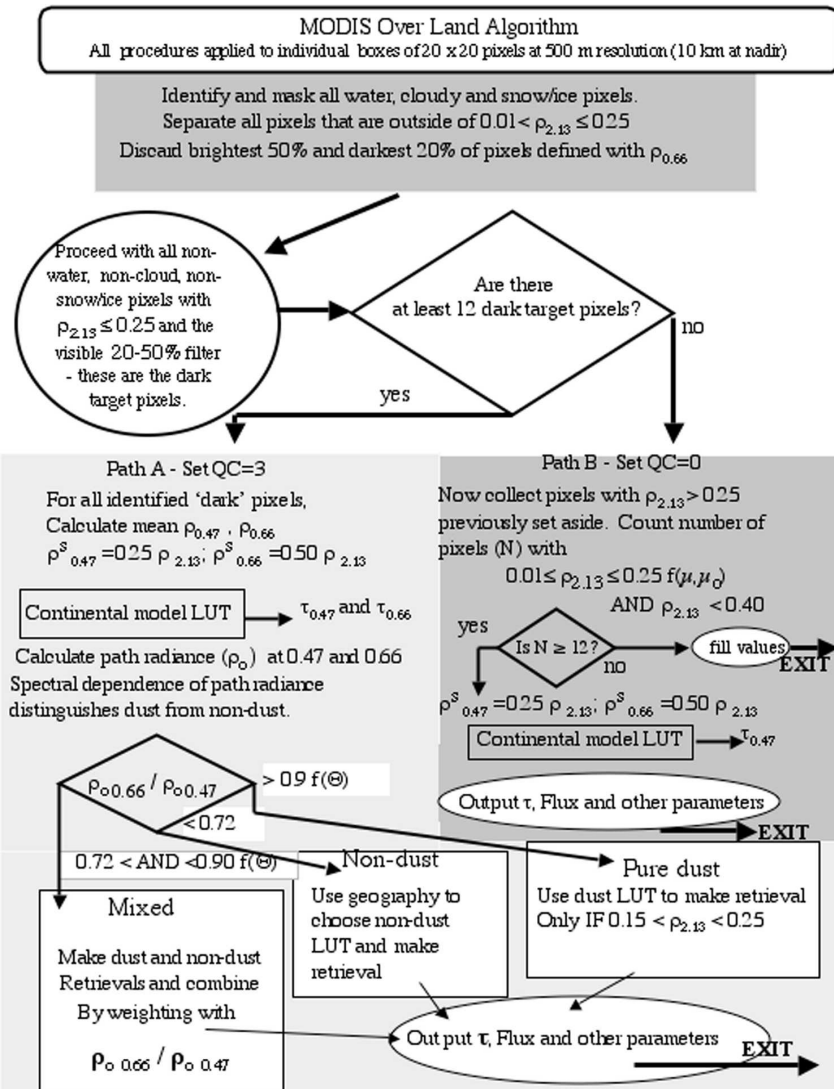 MODIS Over Land Algorithm
All procedures applied to individual boxes of 20 x 20 pixels at 500 m resolution (10 km at nadir)
Identify and mask all water, cloudy and snow/ice pixels.
Separate all pixels that are outside of 0.01< ρ2.13 ≤ 0.25
Discard brightest 50% and darkest 20% of pixels defined with ρ0.66
Proceed with all non-
water, non-cloud, non-
snow/ice pixels with
ρ2.13 ≤ 0.25 and the
visible 20-50% filter
- these are the dark
target pixels.
Are there
at least 12 dark target pixels?
no
yes
Path A - Set QC=3
For all identified ‘dark’ pixels,
Calculate mean ρ0.47 , ρ0.66
ρS0.47 =0.25 ρ 2.13; ρS0.66 =0.50 ρ 2.13
Continental model LUT
τ0.47 and τ0.66
Calculate path radiance (ρo) at 0.47 and 0.66
Spectral dependence of path radiance
distinguishes dust from non-dust.
ρo 0.66 / ρo 0.47
> 0.9 f(Θ)
<0.72
0.72 < AND <0.90 f(Θ)
Path B - Set QC=0
Now collect pixels with ρ2.13 > 0.25
previously set aside. Count number of
pixels (N) with
0.01≤ ρ2.13 ≤ 0.25 f(μ,μo)
AND ρ2.13 < 0.40
yes
Is N ≥ 12?
no
fill values
EXIT
ρS0.47 =0.25 ρ 2.13; ρS0.66 =0.50 ρ 2.13
Continental model LUT
τ0.47
Output τ, Flux and other parameters
EXIT
Mixed
Make dust and non-dust
Retrievals and combine
By weighting with
ρo 0.66 / ρo 0.47
Non-dust
Use geography to
choose non-dust
LUT and make
retrieval
Pure dust
Use dust LUT to make retrieval
Only IF 0.15 < ρ2.13 < 0.25
Output τ, Flux and other parameters
EXIT